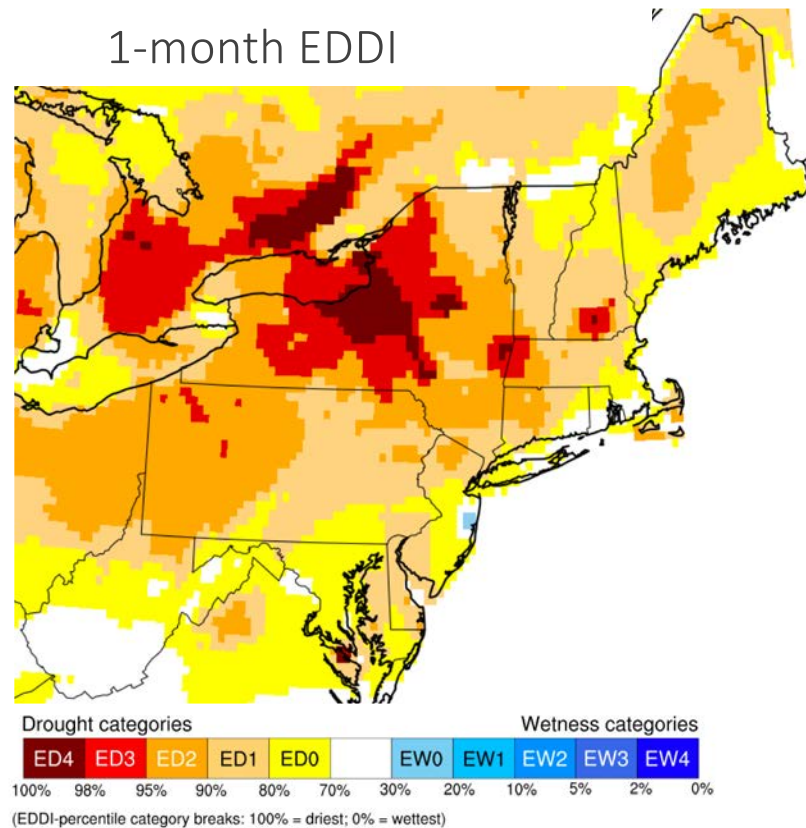 1-month EDDI
Drought categories Wetness categories
ED4 ED3 ED2 ED1 ED0 EW0 EW1 EW2 EW3 EW4
100% 98% 95% 90% 80% 70% 30% 20% 10% 5% 2% 0%
(EDDI-percentile category breaks: 100% = driest; 0% = wettest)